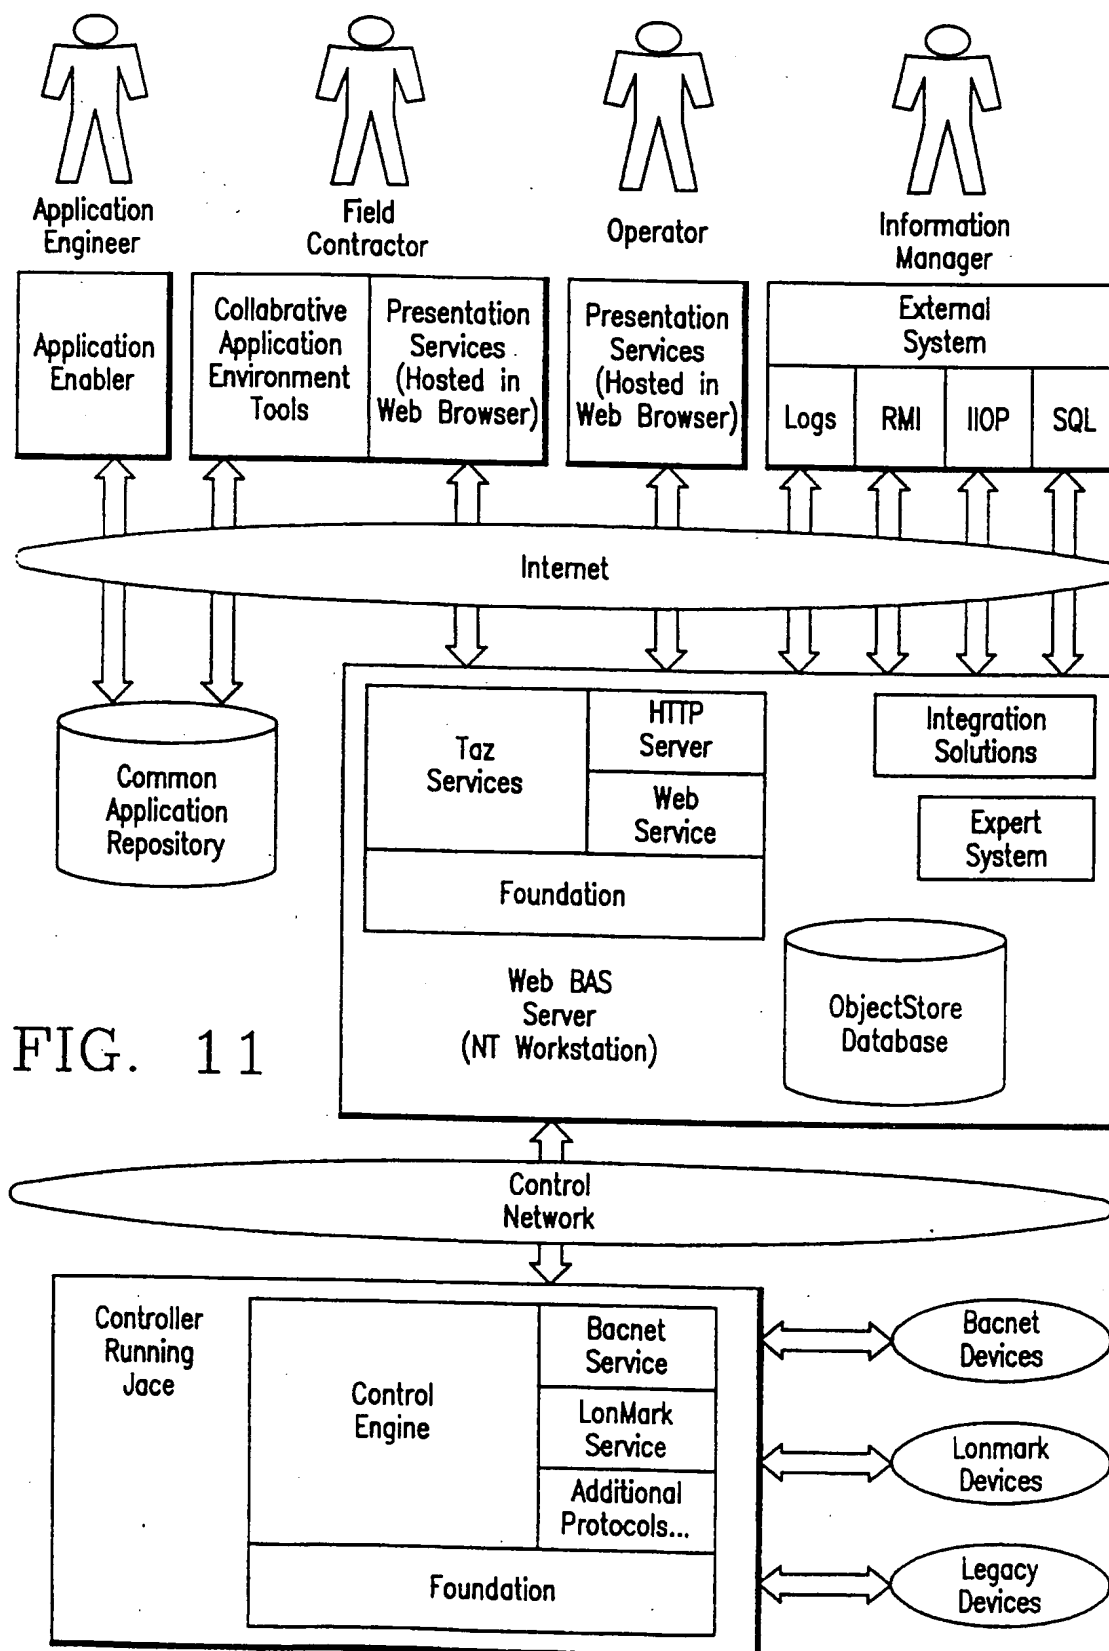 Application
Engineer
Field
Contractor
Operator
Information
Manager
Application
Enabler
Collabrative
Application
Environment
Tools
Presentation
Services
(Hosted in
Web Browser)
Presentation
Services
(Hosted in
Web Browser)
External
System
Logs
RMI
IIOP
SQL
Internet
Common
Application
Repository
Taz
Services
HTTP
Server
Web
Service
Foundation
Integration
Solutions
Expert
System
Web BAS
Server
(NT Workstation)
ObjectStore
Database
FIG. 11
Control
Network
Controller
Running
Jace
Control
Engine
Bacnet
Service
LonMark
Service
Additional
Protocols...
Foundation
Bacnet
Devices
Lonmark
Devices
Legacy
Devices